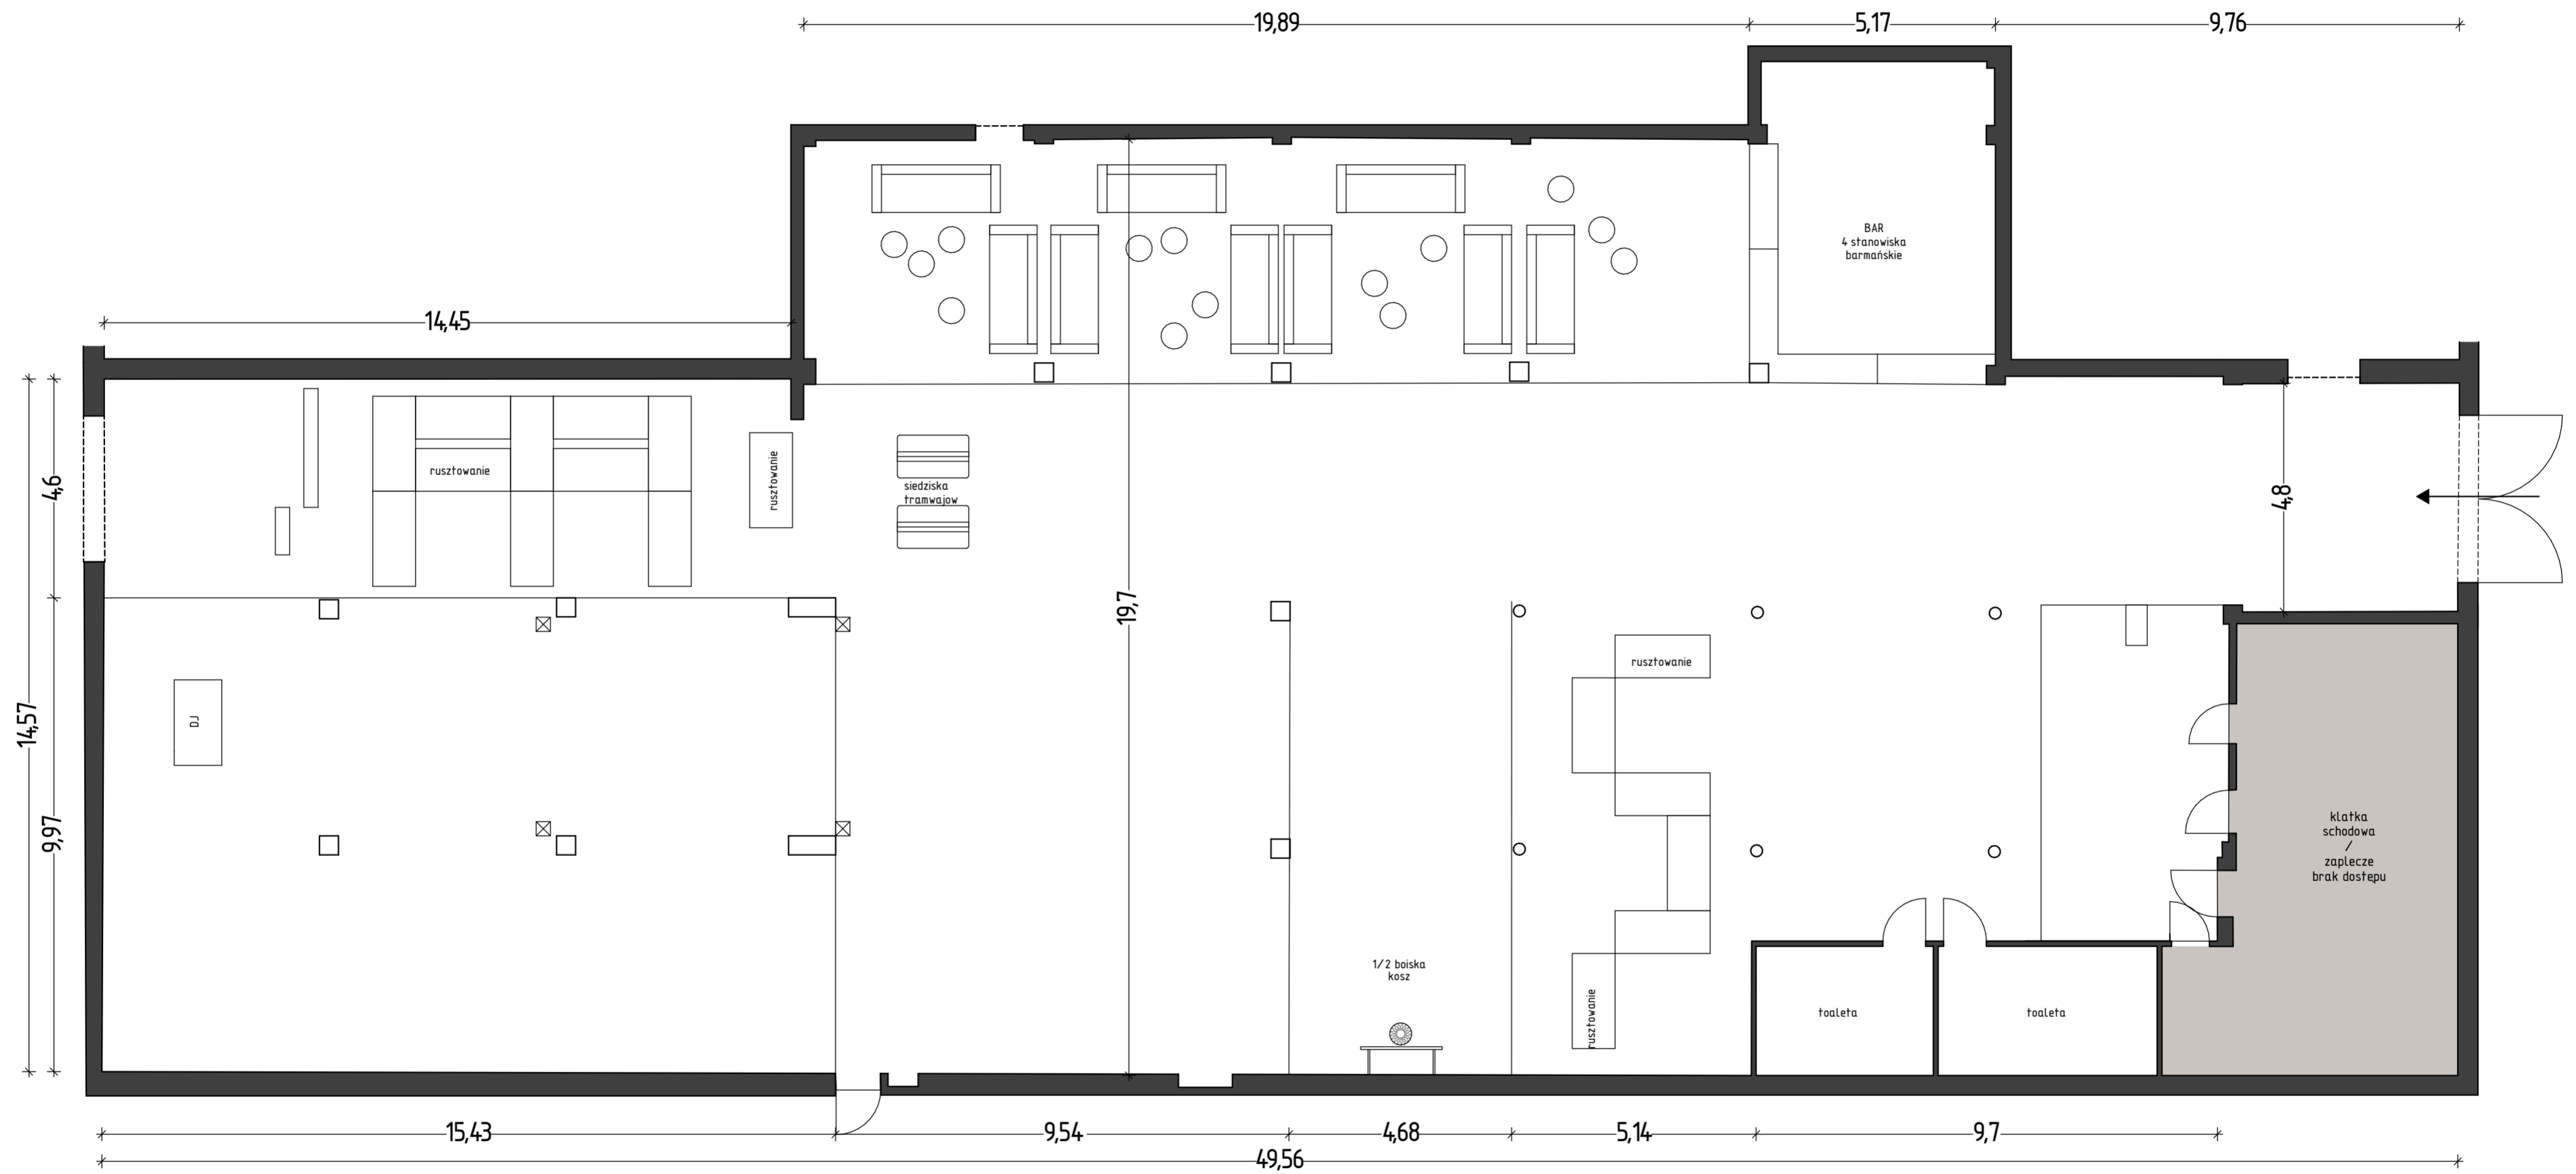 19,89
5,17
9,76
BAR
4 stanowiska
barmańskie
14,45
rusztowanie
rusztowanie
siedziska
tramwajow
4,6
4,8
19,7
rusztowanie
DJ
14,57
9,97
klatka
schodowa
/
zaplecze
brak dostępu
1/2 boiska
kosz
rusztowanie
toaleta
toaleta
15,43
9,54
4,68
5,14
9,7
49,56